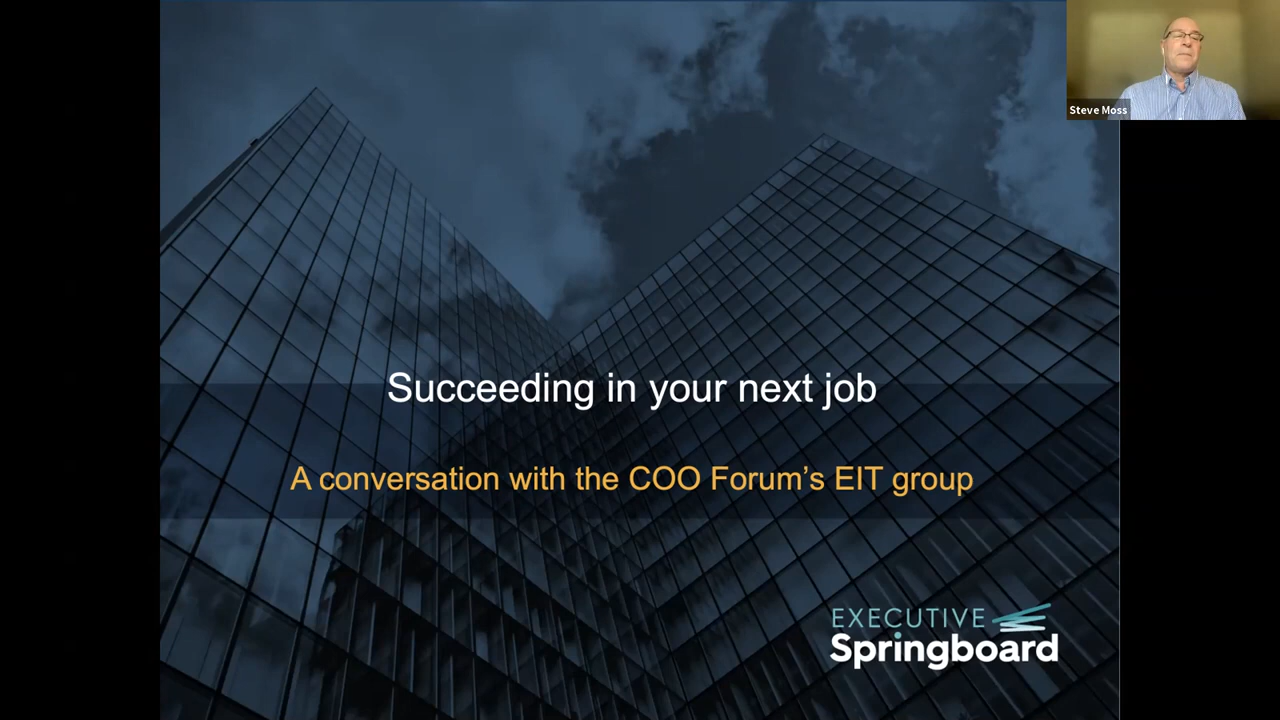 Steve Moss
Succeeding in your next job
A conversation with the COO Forum's EIT group
EXECUTIVE
Springboard